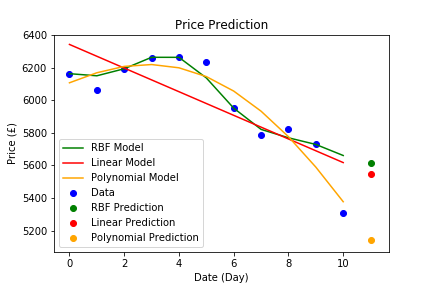 Price Prediction
6400
6200
6000
5800
5600
5400
5200
Price (£)
RBF Model
Linear Model
Polynomial Model
Data
RBF Prediction
Linear Prediction
Polynomial Prediction
0 2 4 6 8 10
Date (Day)